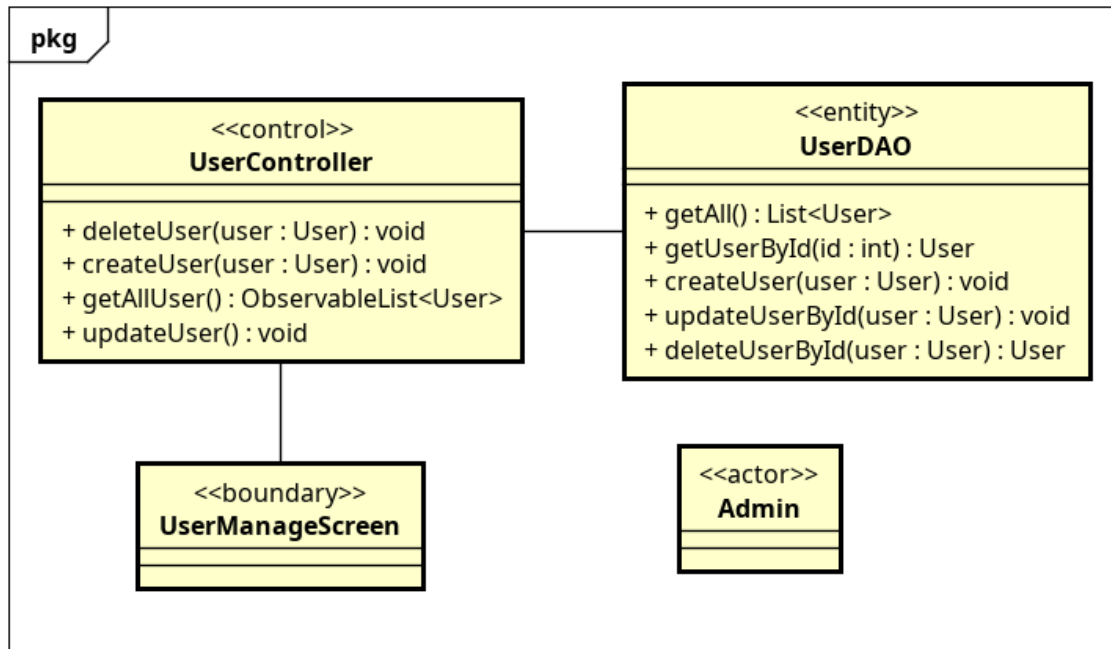 pkg
<<control>>
UserController
+ deleteUser(user : User) : void
+ createUser(user : User) : void
+ getAllUser() : ObservableList<User>
+ updateUser() : void
<<entity>>
UserDAO
+ getAll() : List<User>
+ getUserById(id : int) : User
+ createUser(user : User) : void
+ updateUserById(user : User) : void
+ deleteUserById(user : User) : User
<<boundary>>
UserManageScreen
<<actor>>
Admin